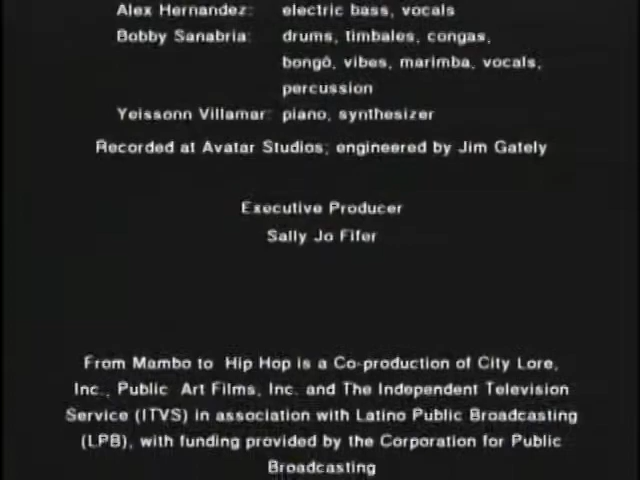 Alex Hernandez: electric bass, vocals
Bobby Sanabria: drums, timbales, congas,
bongó, vibes, marimba, vocals,
percussion
Yeissonn Villamar: piano, synthesizer
Recorded at Avatar Studios; engineered by Jim Gately
Executive Producer
Sally Jo Fifer
From Mambo to Hip Hop is a Co-production of City Lore,
Inc., Public Art Films, Inc. and The Independent Television
Service (ITVS) in association with Latino Public Broadcasting
(LPB), with funding provided by the Corporation for Public
Broadcasting